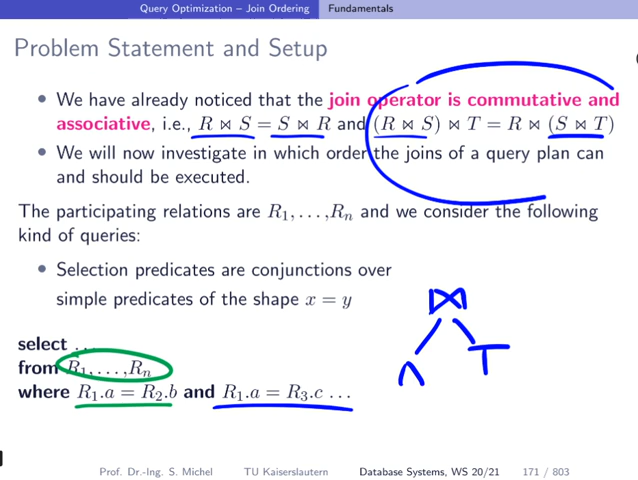 Query Optimization – Join Ordering Fundamentals
Problem Statement and Setup
• We have already noticed that the join operator is commutative and
associative, i.e., R ⋈ S = S ⋈ R and (R ⋈ S) ⋈ T = R ⋈ (S ⋈ T)
• We will now investigate in which order the joins of a query plan can
and should be executed.
The participating relations are R₁, . . . ,Rₙ and we consider the following
kind of queries:
• Selection predicates are conjunctions over
simple predicates of the shape x = y
⋈
T
select . . .
from R₁, . . . ,Rₙ
where R₁.a = R₂.b and R₁.a = R₃.c . . .
Prof. Dr.-Ing. S. Michel TU Kaiserslautern Database Systems, WS 20/21 171 / 803